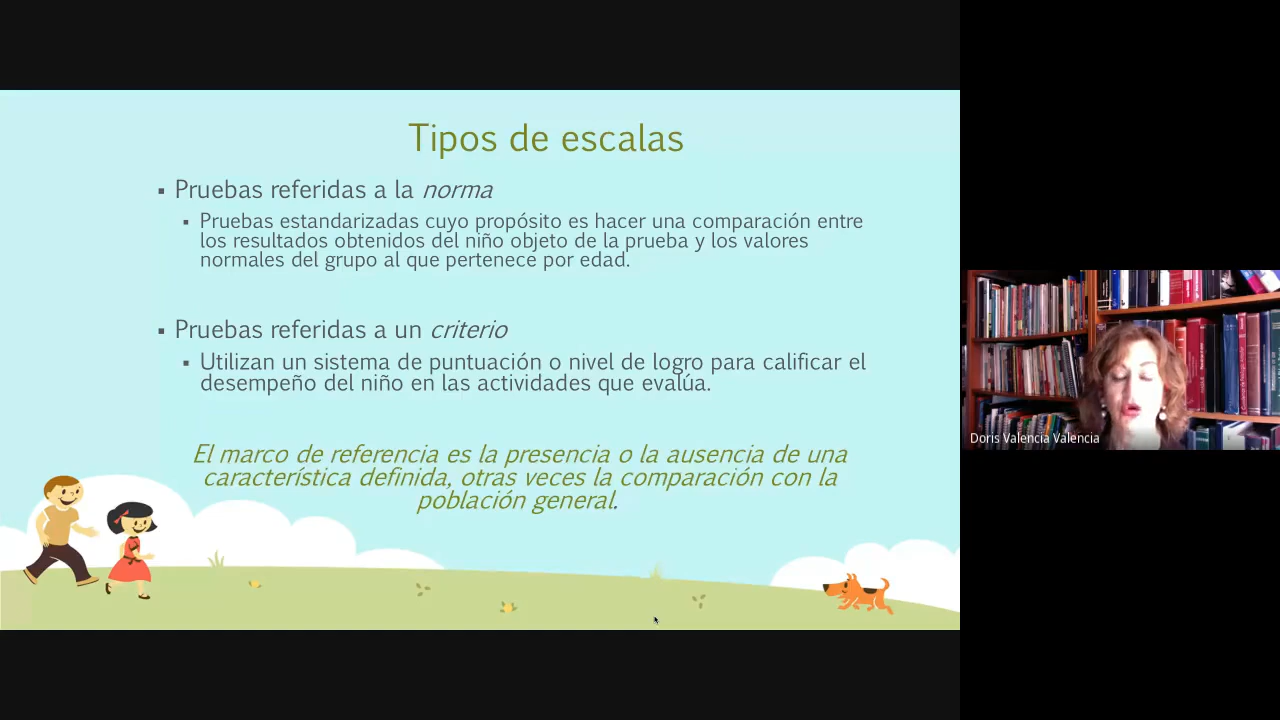 Tipos de escalas
▪ Pruebas referidas a la norma
▪ Pruebas estandarizadas cuyo propósito es hacer una comparación entre
los resultados obtenidos del niño objeto de la prueba y los valores
normales del grupo al que pertenece por edad.
▪ Pruebas referidas a un criterio
▪ Utilizan un sistema de puntuación o nivel de logro para calificar el
desempeño del niño en las actividades que evalúa.
El marco de referencia es la presencia o la ausencia de una
característica definida, otras veces la comparación con la
población general.
Doris Valencia Valencia